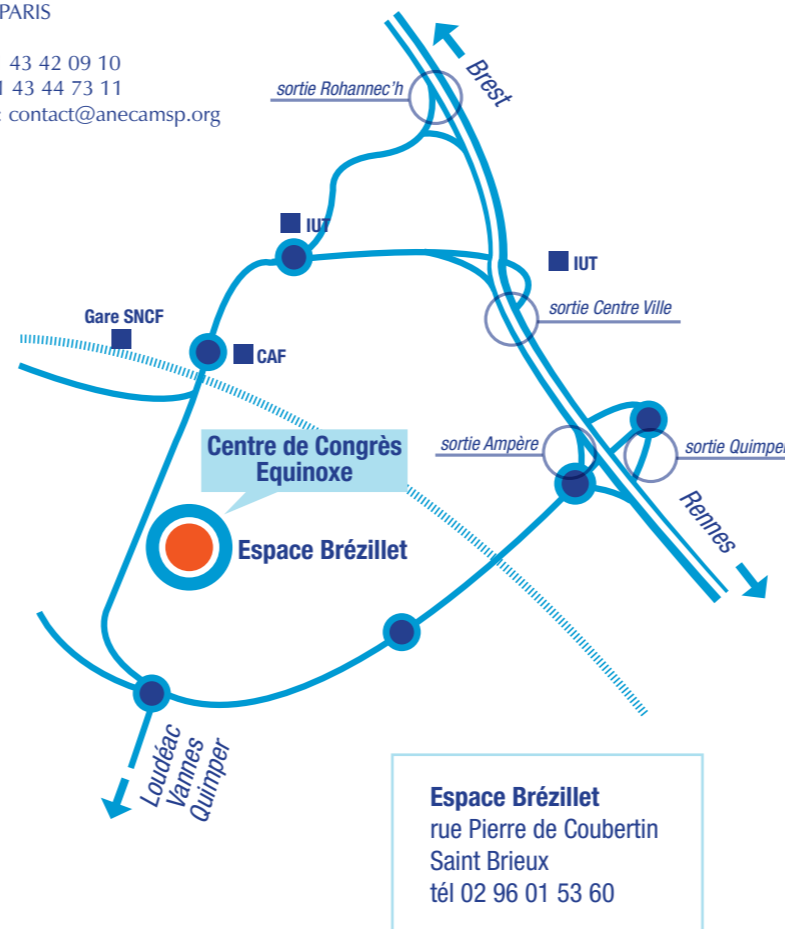 PARIS
43 42 09 10
1 43 44 73 11
: contact@anecamsp.org
Brest
sortie Rohannec'h
IUT
IUT
sortie Centre Ville
Gare SNCF
CAF
Centre de Congrès
Equinoxe
sortie Ampère
sortie Quimper
Rennes
Espace Brézillet
Loudéac
Vannes
Quimper
Espace Brézillet
rue Pierre de Coubertin
Saint Brieux
tél 02 96 01 53 60